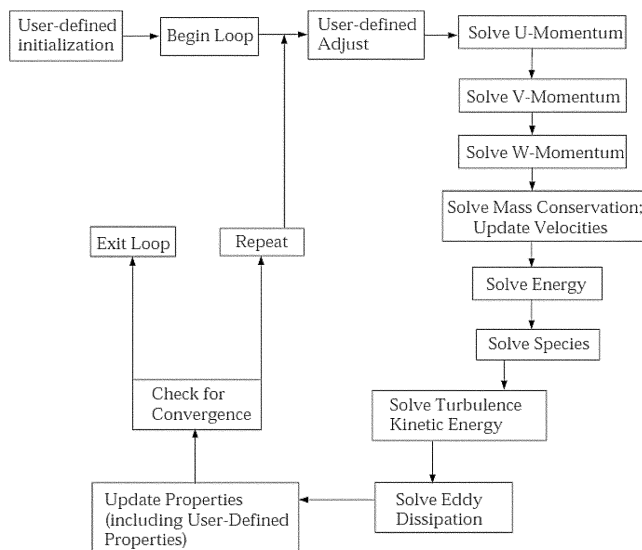 User-defined
initialization
Begin Loop
User-defined
Adjust
Solve U-Momentum
Solve V-Momentum
Solve W-Momentum
Solve Mass Conservation;
Update Velocities
Exit Loop
Repeat
Solve Energy
Solve Species
Check for
Convergence
Solve Turbulence
Kinetic Energy
Update Properties
(including User-Defined
Properties)
Solve Eddy
Dissipation